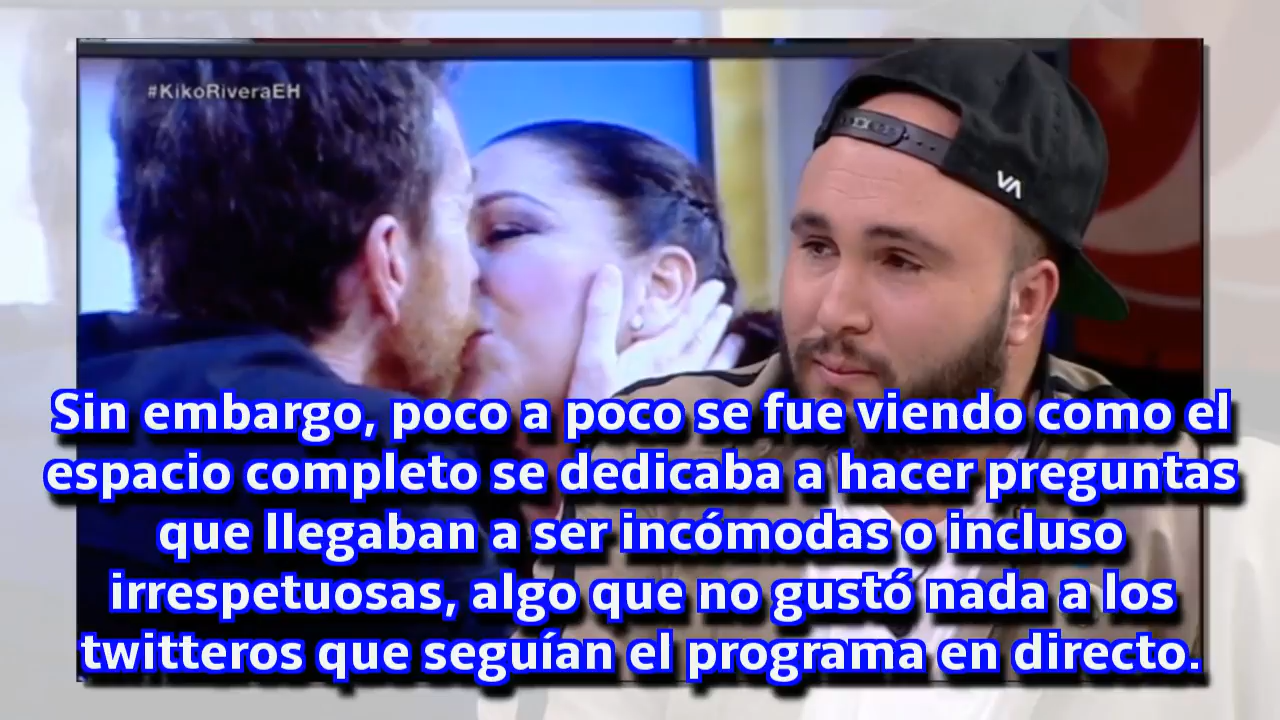 #KikoRiveraEH
VA
Sin embargo, poco a poco se fue viendo como el
espacio completo se dedicaba a hacer preguntas
que llegaban a ser incómodas o incluso
irrespetuosas, algo que no gustó nada a los
twitteros que seguían el programa en directo.